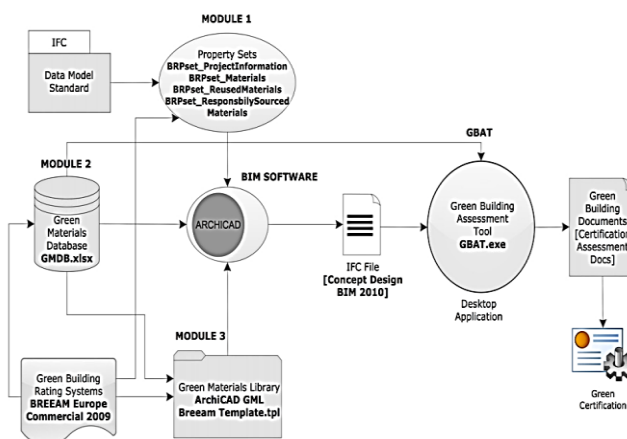 MODULE 1
IFC
Data Model
Standard
Property Sets
BRPset_ProjectInformation
BRPset_Materials
BRPset_ReusedMaterials
BRPset_ResponsbilySourced
Materials
GBAT
MODULE 2
BIM SOFTWARE
Green
Materials
Database
GMDB.xlsx
ARCHICAD
IFC File
[Concept Design
BIM 2010]
Green Building
Assessment
Tool
GBAT.exe
Desktop
Application
Green
Building
Documents
[Certification
Assessment
Docs]
MODULE 3
Green Building
Rating Systems
BREEAM Europe
Commercial 2009
Green Materials Library
ArchiCAD GML
Breeam Template.tpl
Green
Certification